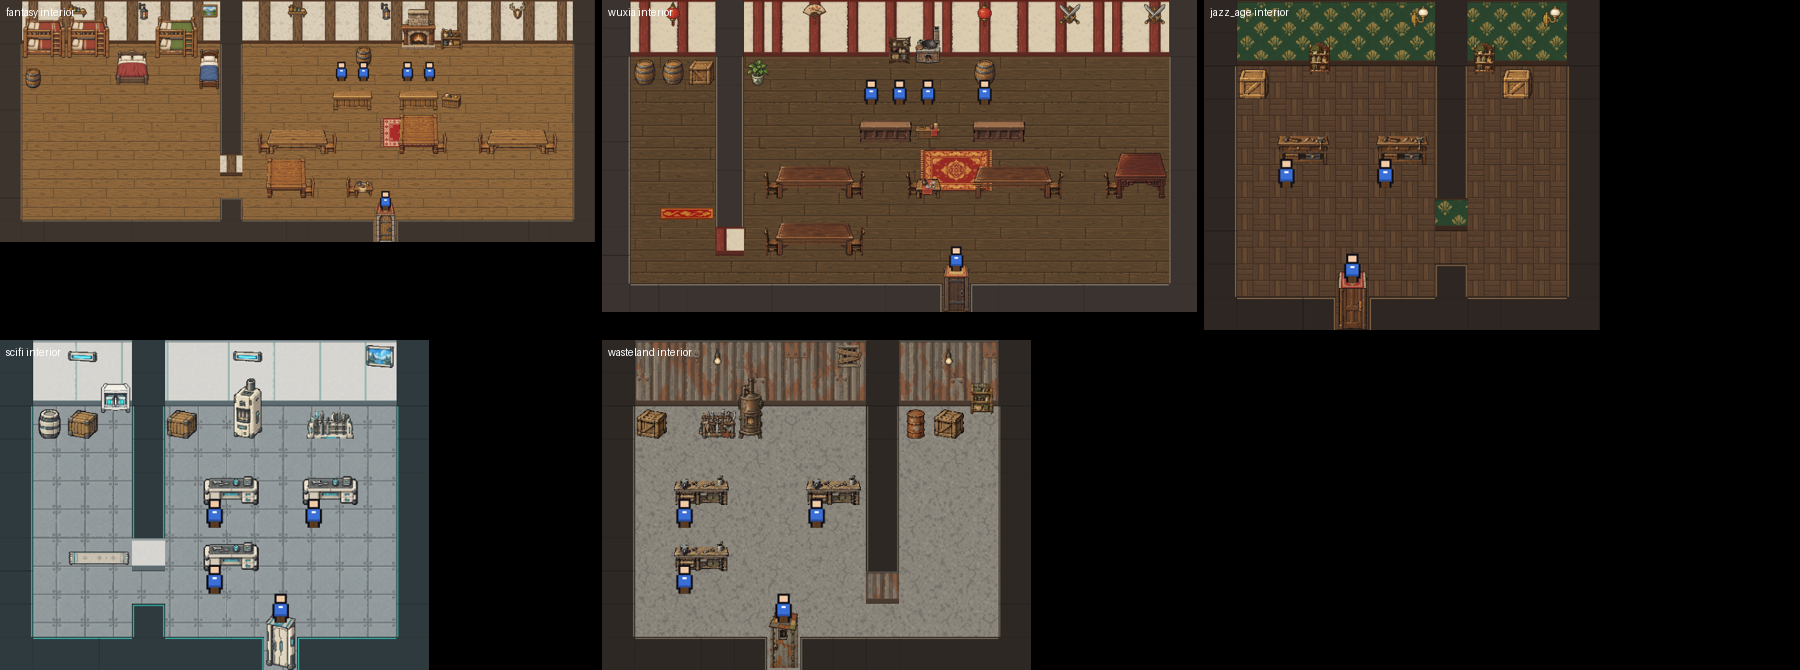 fantasy interior
wuxia interior
jazz_age interior
scifi interior
wasteland interior